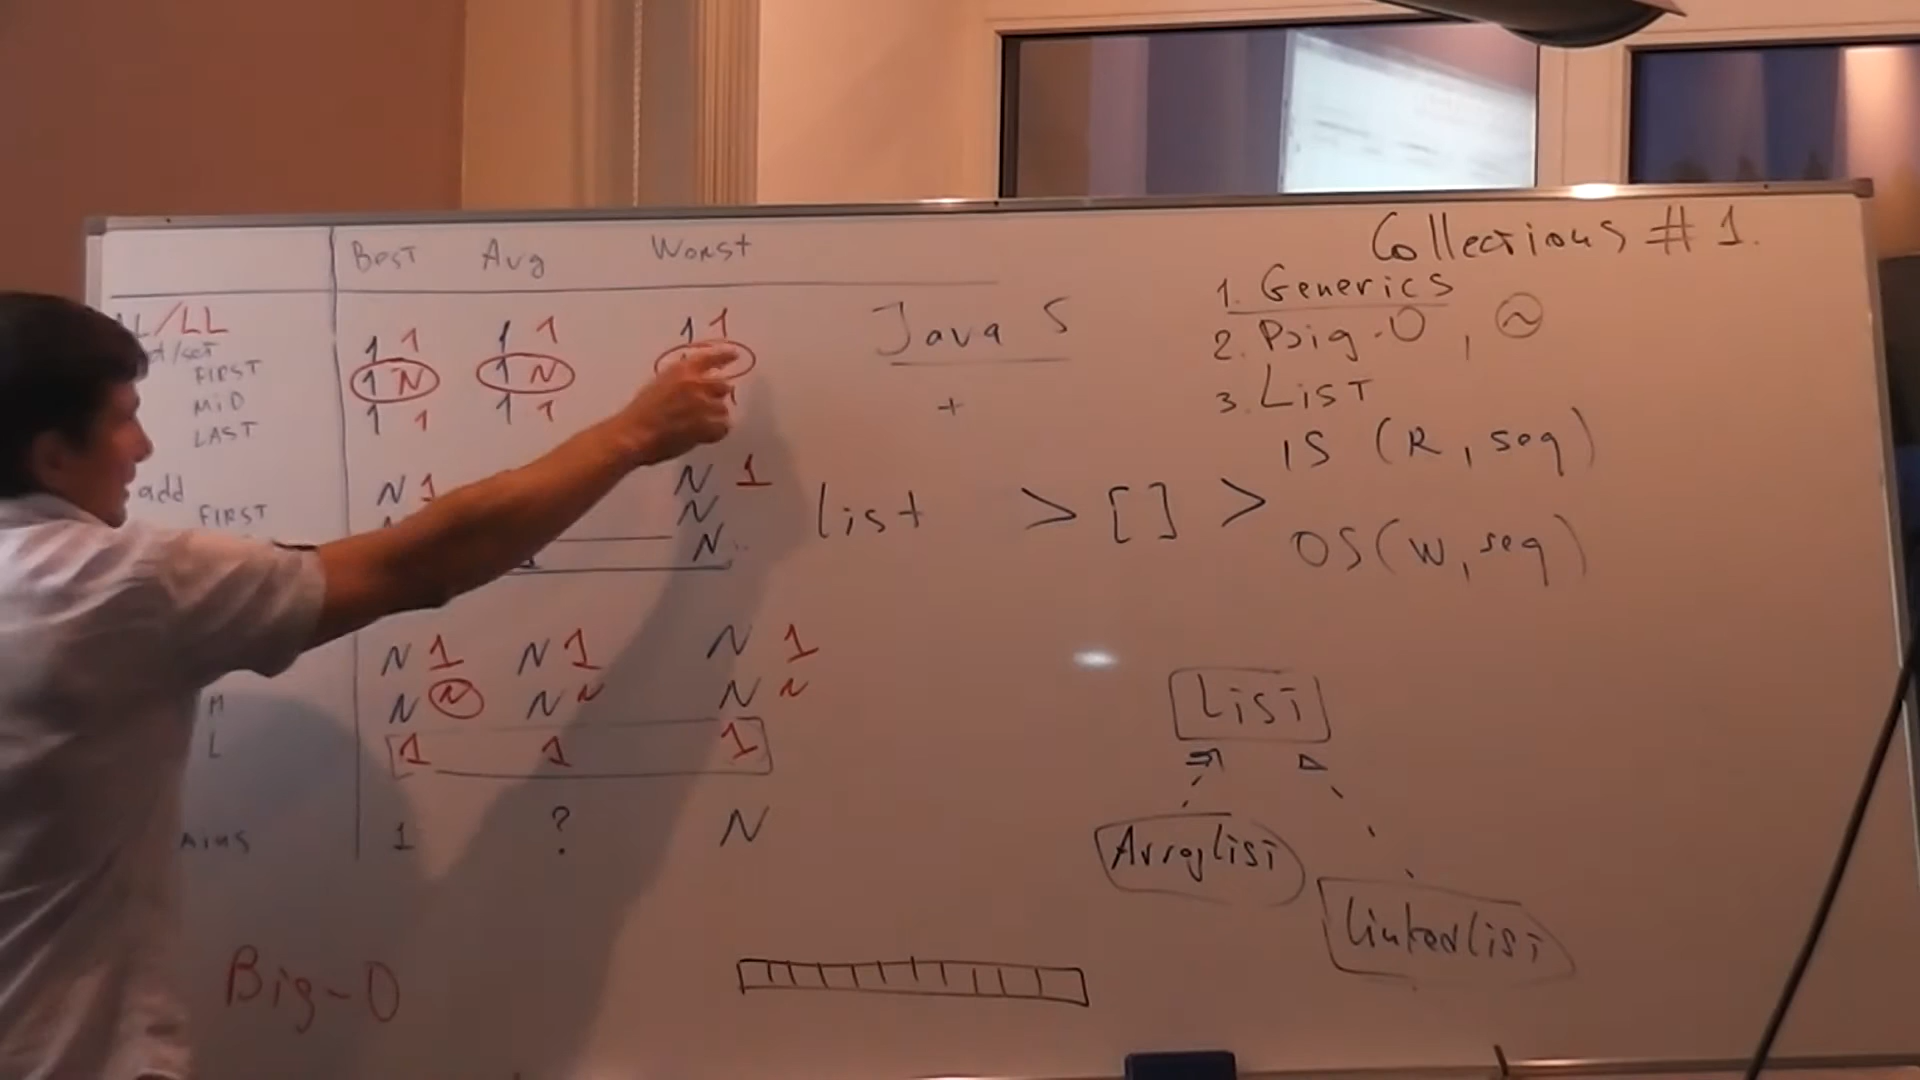 Best Avg Worst
/LL
FIRST
MID
LAST
1 1 1 1 1 1
1 N 1 N
1 1 1 1
add
FIRST
N 1 N 1
N
N
N 1 N 1 N 1
M N N N N N N
L 1 1 1
1 ? N
Big-O
Java 5
+
list > [] >
Collections #1.
1. Generics
2. Big-O, ~
3. List
IS (R, seq)
OS (W, seq)
List
ArrayList
LinkedList